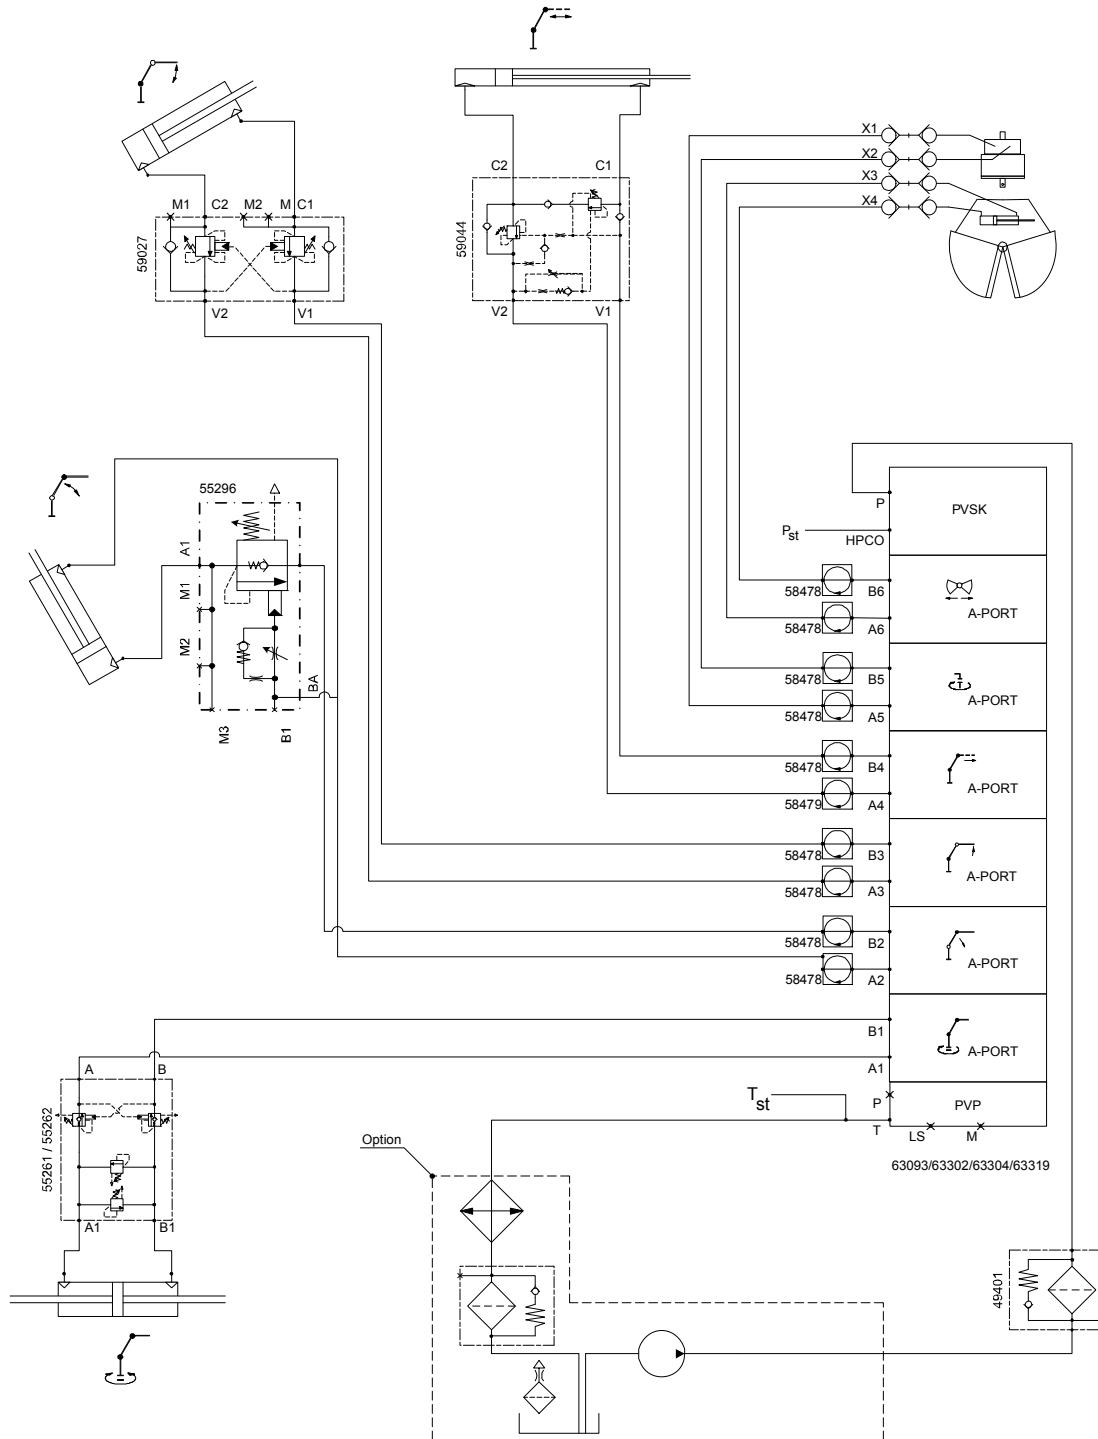 X1
X2
X3
X4
C2
C1
59044
V2
V1
M1
C2
M2
M
C1
59027
V2
V1
55296
A1
M1
M2
M3
B1
BA
P
PVSK
Pst
HPCO
58478
B6
A-PORT
58478
A6
58478
B5
A-PORT
58478
A5
58478
B4
A-PORT
58479
A4
58478
B3
A-PORT
58478
A3
58478
B2
A-PORT
58478
A2
B1
A-PORT
A1
Tst
P
PVP
T
LS
M
63093/63302/63304/63319
A
B
55261 / 55262
A1
B1
Option
49401